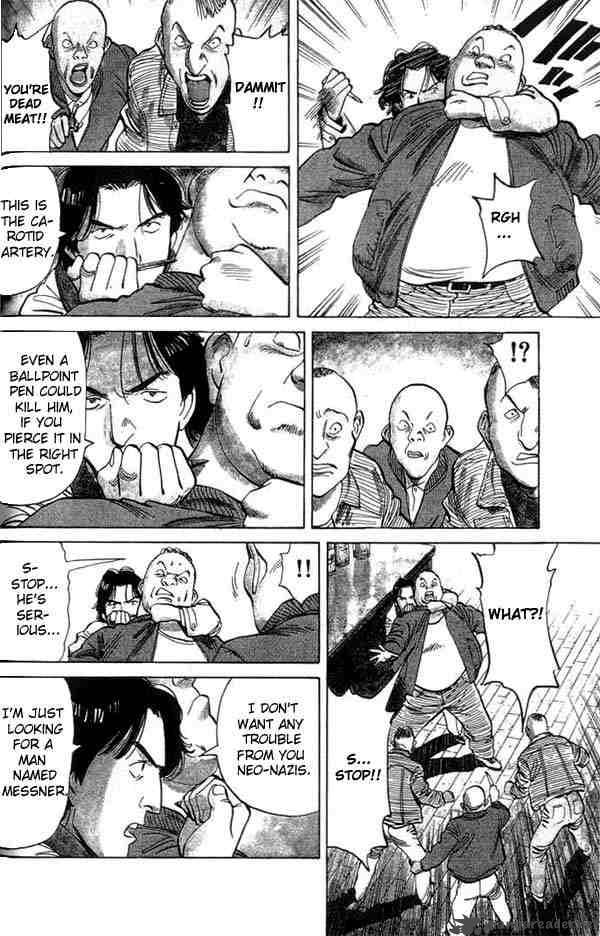 RGH
...
DAMMIT
!!
YOU'RE
DEAD
MEAT!!
THIS IS
THE CA-
ROTID
ARTERY.
!?
EVEN A
BALLPOINT
PEN COULD
KILL HIM,
IF YOU
PIERCE IT IN
THE RIGHT
SPOT.
WHAT?!
S...
STOP!!
!!
S-
STOP...
HE'S
SER-
IOUS...
I DON'T
WANT ANY
TROUBLE
FROM YOU
NEO-NAZIS.
I'M JUST
LOOKING
FOR A
MAN
NAMED
MESSNER.